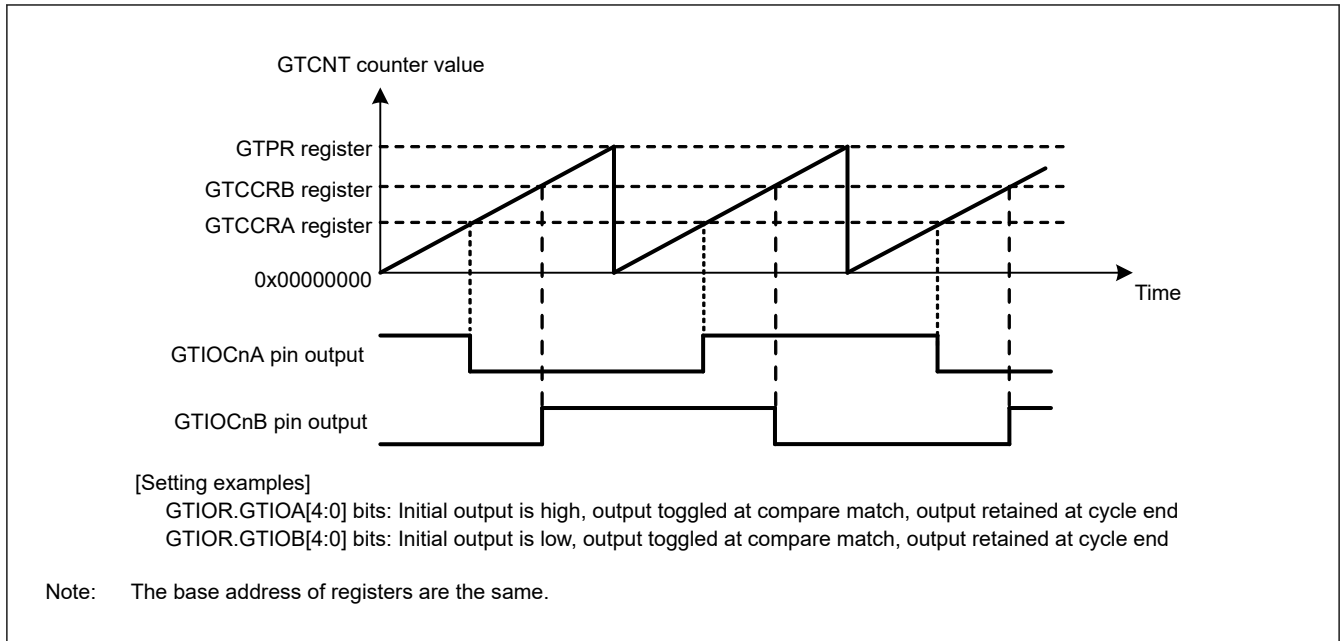 GTCNT counter value
GTPR register
GTCCRB register
GTCCRA register
0x00000000
Time
GTIOCnA pin output
GTIOCnB pin output
[Setting examples]
GTIOR.GTIOA[4:0] bits: Initial output is high, output toggled at compare match, output retained at cycle end
GTIOR.GTIOB[4:0] bits: Initial output is low, output toggled at compare match, output retained at cycle end
Note: The base address of registers are the same.